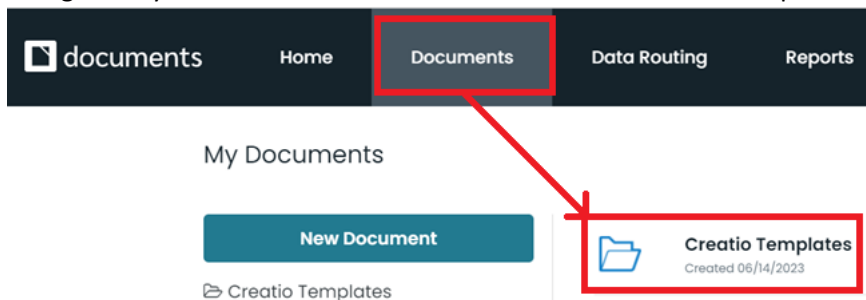 documents
Home
Documents
Data Routing
Reports
My Documents
New Document
Creatio Templates
Created 06/14/2023
Creatio Templates